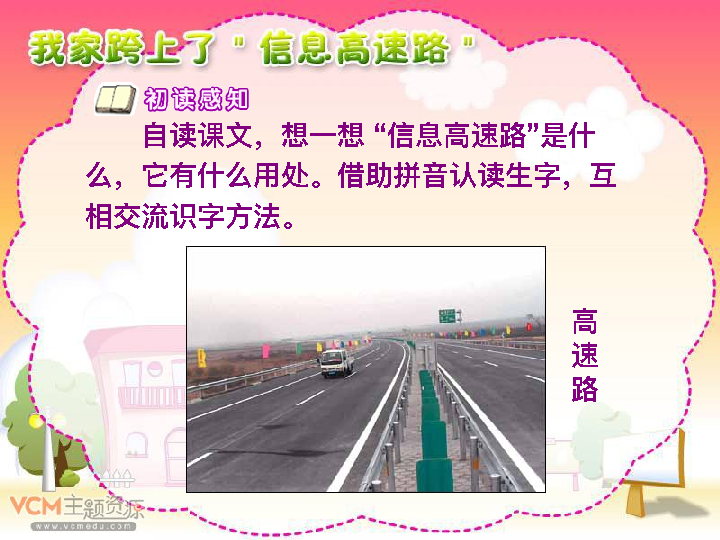 我家跨上了"信息高速路"
初读感知
自读课文，想一想“信息高速路”是什
么，它有什么用处。借助拼音认读生字，互
相交流识字方法。
高
速
路
VCM主题资源
www.vcmedu.com